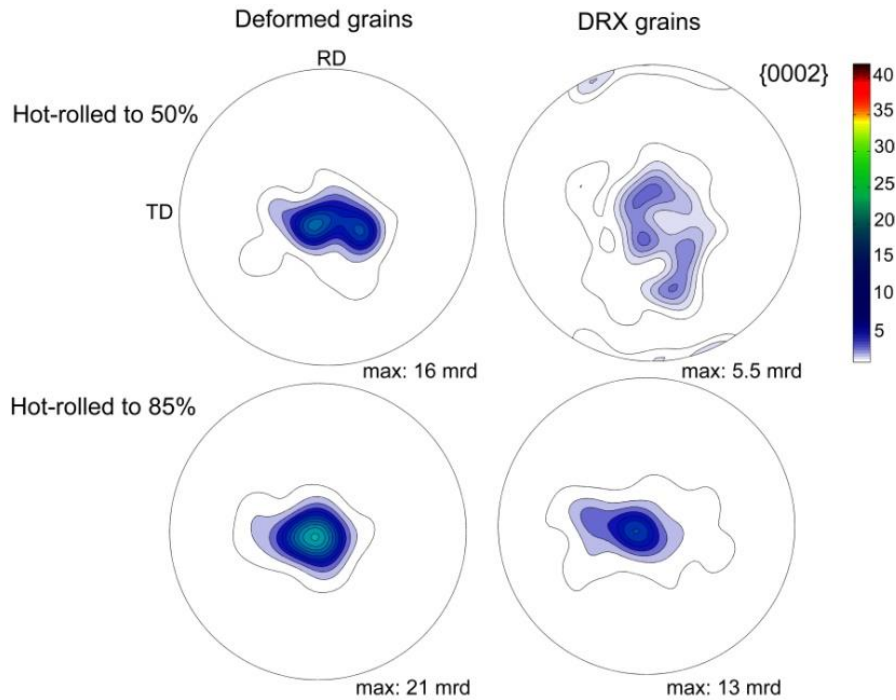 Deformed grains
DRX grains
RD
{0002}
40
Hot-rolled to 50%
35
30
25
TD
20
15
10
5
max: 16 mrd
max: 5.5 mrd
Hot-rolled to 85%
max: 21 mrd
max: 13 mrd